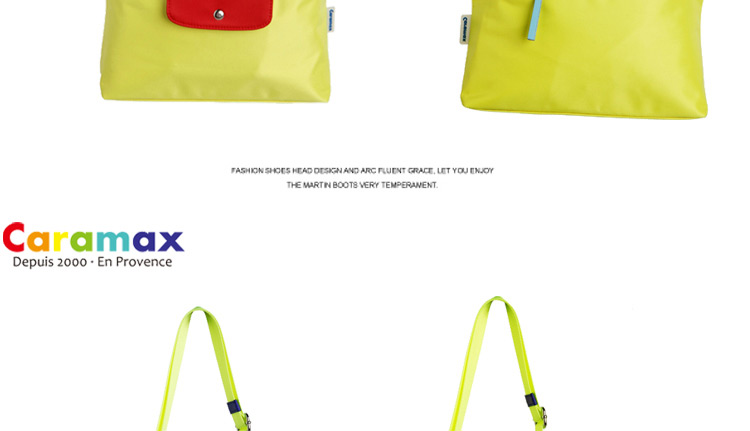 Caramax
FASHION SHOES HEAD DESIGN AND ARC FLUENT GRACE, LET YOU ENJOY
THE MARTIN BOOTS VERY TEMPERAMENT.
Caramax
Depuis 2000 · En Provence